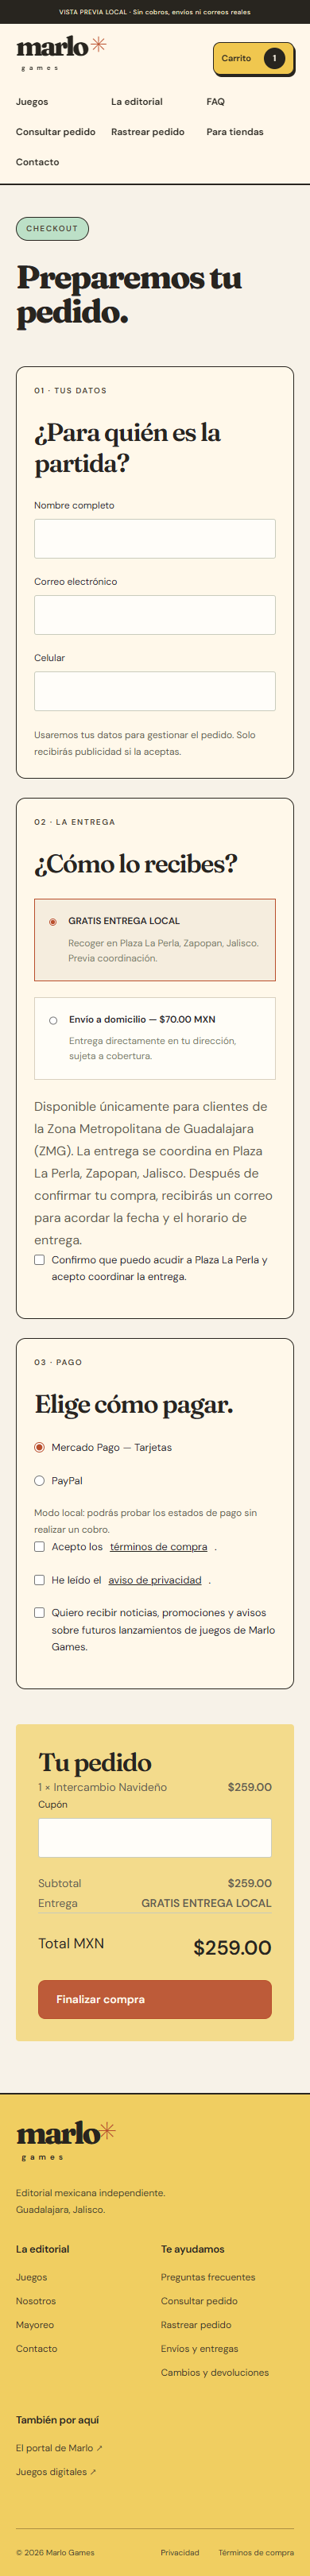 VISTA PREVIA LOCAL · Sin cobros, envíos ni correos reales
marlo
games
Carrito 1
Juegos La editorial FAQ
Consultar pedido Rastrear pedido Para tiendas
Contacto
CHECKOUT
Preparemos tu
pedido.
01 · TUS DATOS
¿Para quién es la
partida?
Nombre completo
Correo electrónico
Celular
Usaremos tus datos para gestionar el pedido. Solo
recibirás publicidad si la aceptas.
02 · LA ENTREGA
¿Cómo lo recibes?
GRATIS ENTREGA LOCAL
Recoger en Plaza La Perla, Zapopan, Jalisco.
Previa coordinación.
Envío a domicilio — $70.00 MXN
Entrega directamente en tu dirección,
sujeta a cobertura.
Disponible únicamente para clientes de
la Zona Metropolitana de Guadalajara
(ZMG). La entrega se coordina en Plaza
La Perla, Zapopan, Jalisco. Después de
confirmar tu compra, recibirás un correo
para acordar la fecha y el horario de
entrega.
Confirmo que puedo acudir a Plaza La Perla y
acepto coordinar la entrega.
03 · PAGO
Elige cómo pagar.
Mercado Pago — Tarjetas
PayPal
Modo local: podrás probar los estados de pago sin
realizar un cobro.
Acepto los términos de compra .
He leído el aviso de privacidad .
Quiero recibir noticias, promociones y avisos
sobre futuros lanzamientos de juegos de Marlo
Games.
Tu pedido
1 × Intercambio Navideño $259.00
Cupón
Subtotal $259.00
Entrega GRATIS ENTREGA LOCAL
Total MXN $259.00
Finalizar compra
marlo
games
Editorial mexicana independiente.
Guadalajara, Jalisco.
La editorial Te ayudamos
Juegos Preguntas frecuentes
Nosotros Consultar pedido
Mayoreo Rastrear pedido
Contacto Envíos y entregas
Cambios y devoluciones
También por aquí
El portal de Marlo ↗
Juegos digitales ↗
© 2026 Marlo Games Privacidad Términos de compra